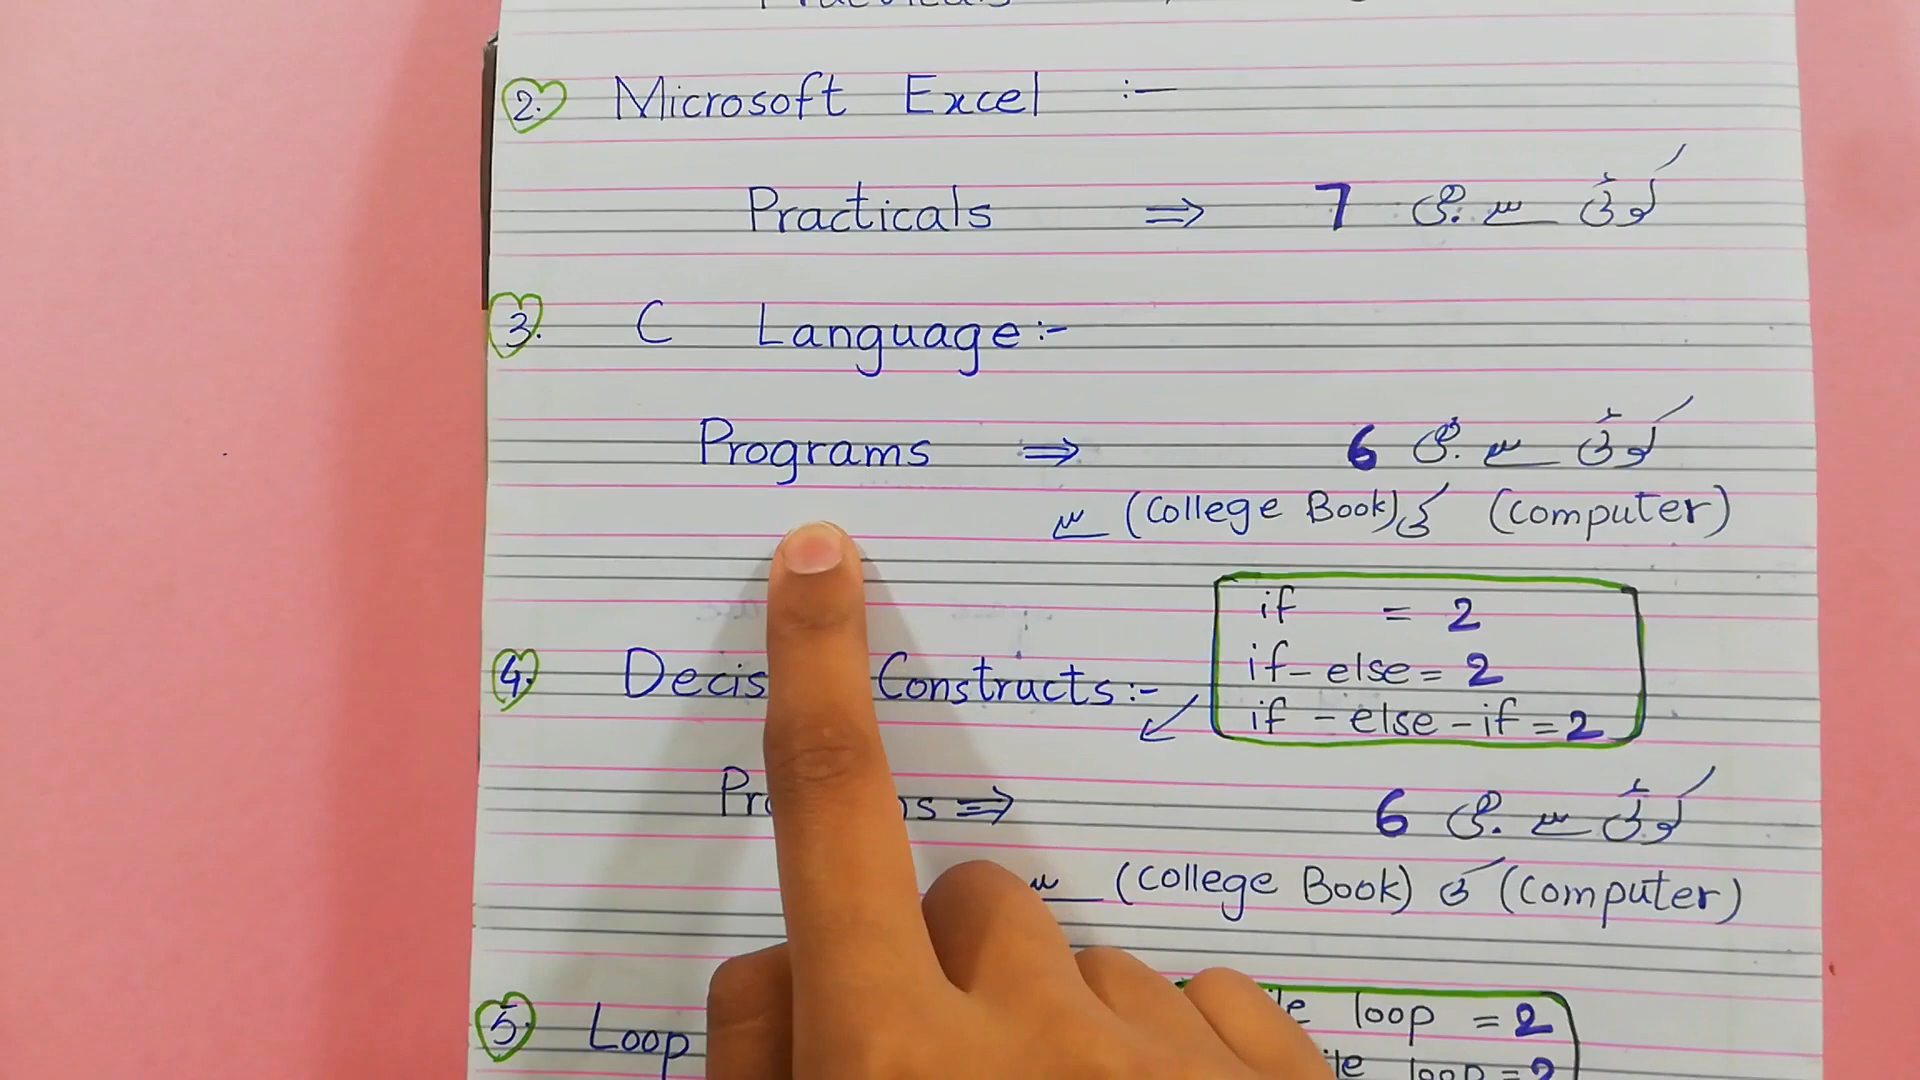 2. Microsoft Excel :-
Practicals ⇒ 7 کوئی سے بھی
3. C Language:-
Programs ⇒ 6 کوئی سے بھی
(Computer) کی (College Book) سے
if = 2
if-else = 2
if-else-if = 2
4. Decis Constructs:-
⇒ 6 کوئی سے بھی
(Computer) کی (College Book) سے
5. Loop
loop = 2
loop = 2